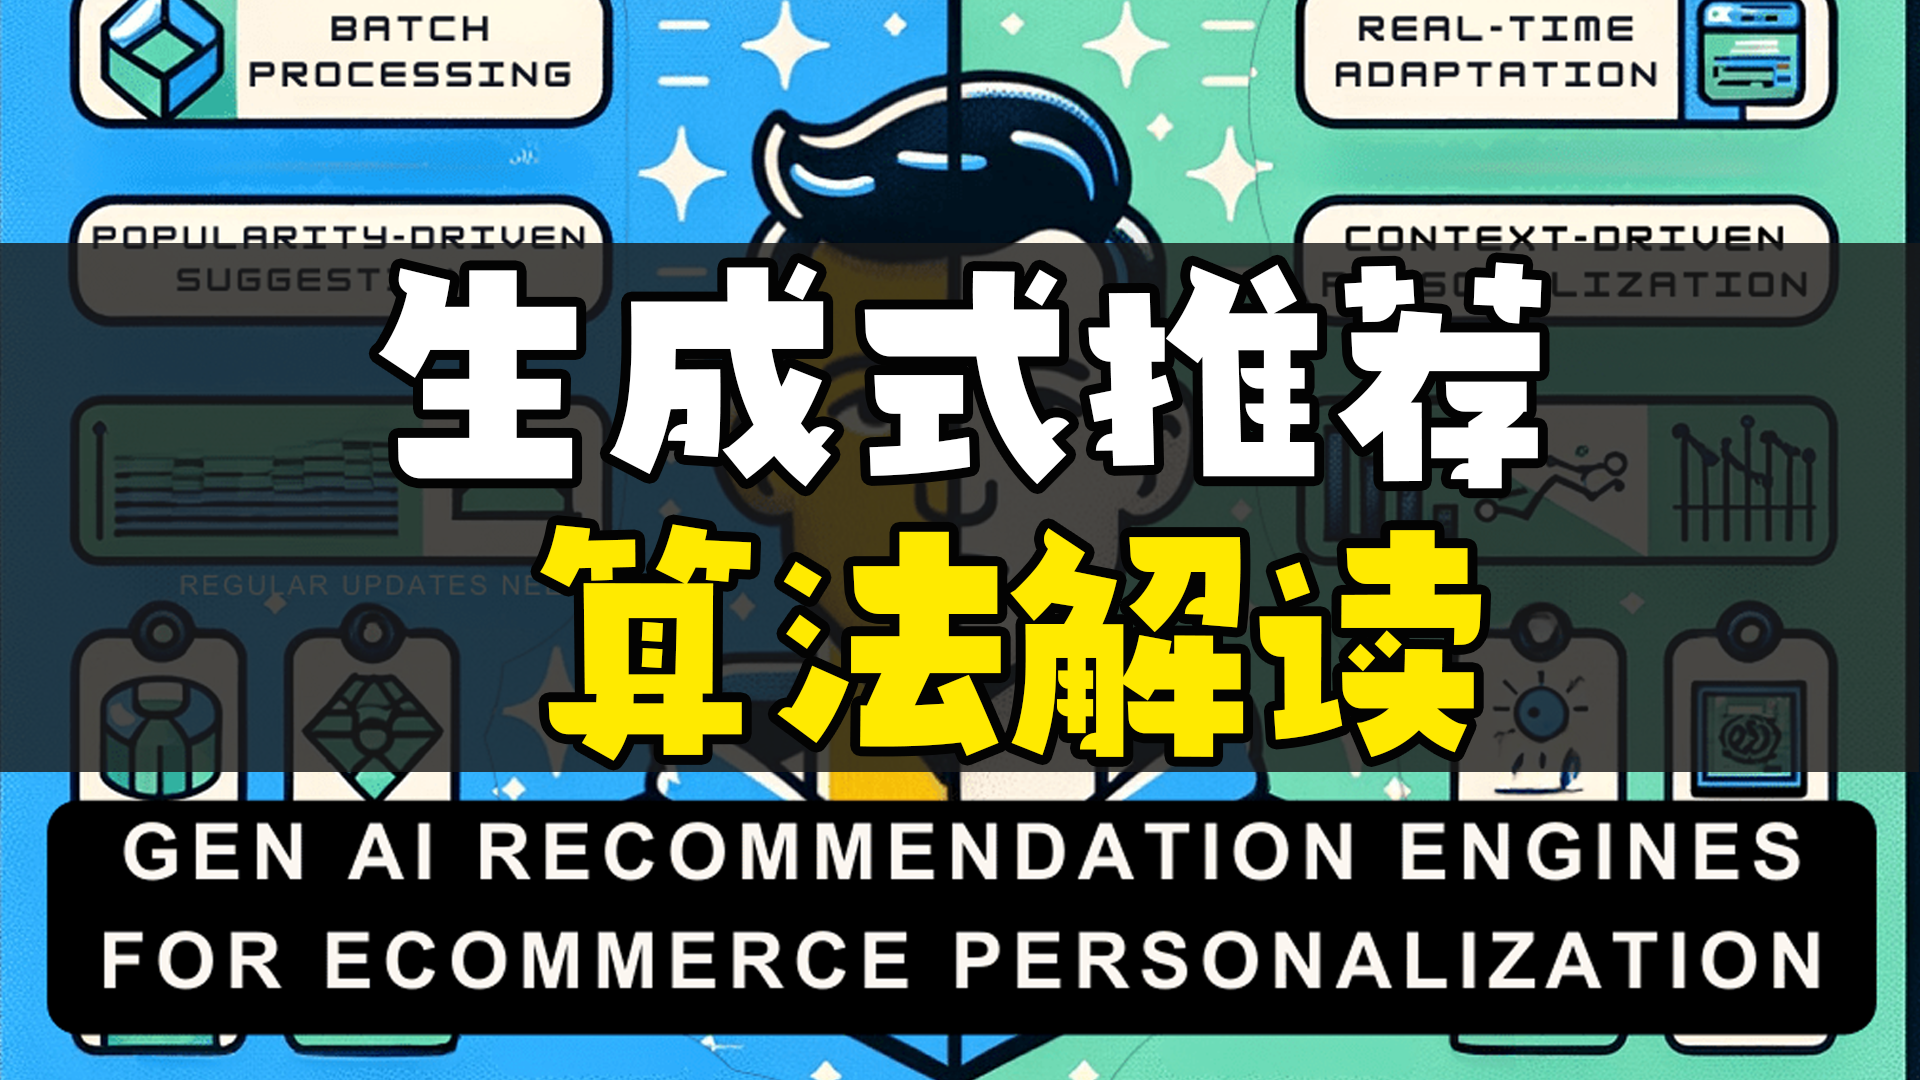 BATCH
PROCESSING
REAL-TIME
ADAPTATION
POPULARITY-DRIVEN
CONTEXT-DRIVEN
生成式推荐
REGULAR UPDATES
算法解读
GEN AI RECOMMENDATION ENGINES
FOR ECOMMERCE PERSONALIZATION